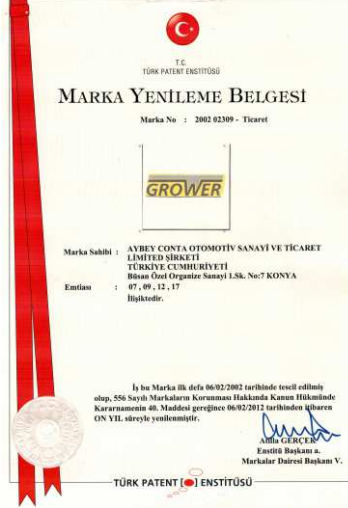 T.C.
TÜRK PATENT ENSTİTÜSÜ
MARKA YENİLEME BELGESİ
Marka No : 2002 02309 - Ticaret
GROWER
Marka Sahibi : AYBEY CONTA OTOMOTİV SANAYİ VE TİCARET
LİMİTED ŞİRKETİ
TÜRKİYE CUMHURİYETİ
Büsan Özel Organize Sanayi 1.Sk. No:7 KONYA
Emtiası : 07 , 09 , 12 , 17
İlişiktedir.
İş bu Marka ilk defa 06/02/2002 tarihinde tescil edilmiş
olup, 556 Sayılı Markaların Korunması Hakkında Kanun Hükmünde
Kararnamenin 40. Maddesi gereğince 06/02/2012 tarihinden itibaren
ON YIL süreyle yenilenmiştir.
Atilla GERÇEK
Enstitü Başkanı a.
Markalar Dairesi Başkanı V.
TÜRK PATENT ENSTİTÜSÜ